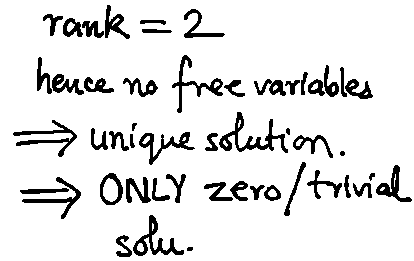 rank = 2
hence no free variables
⟹ unique solution.
⟹ ONLY zero/trivial
solu.